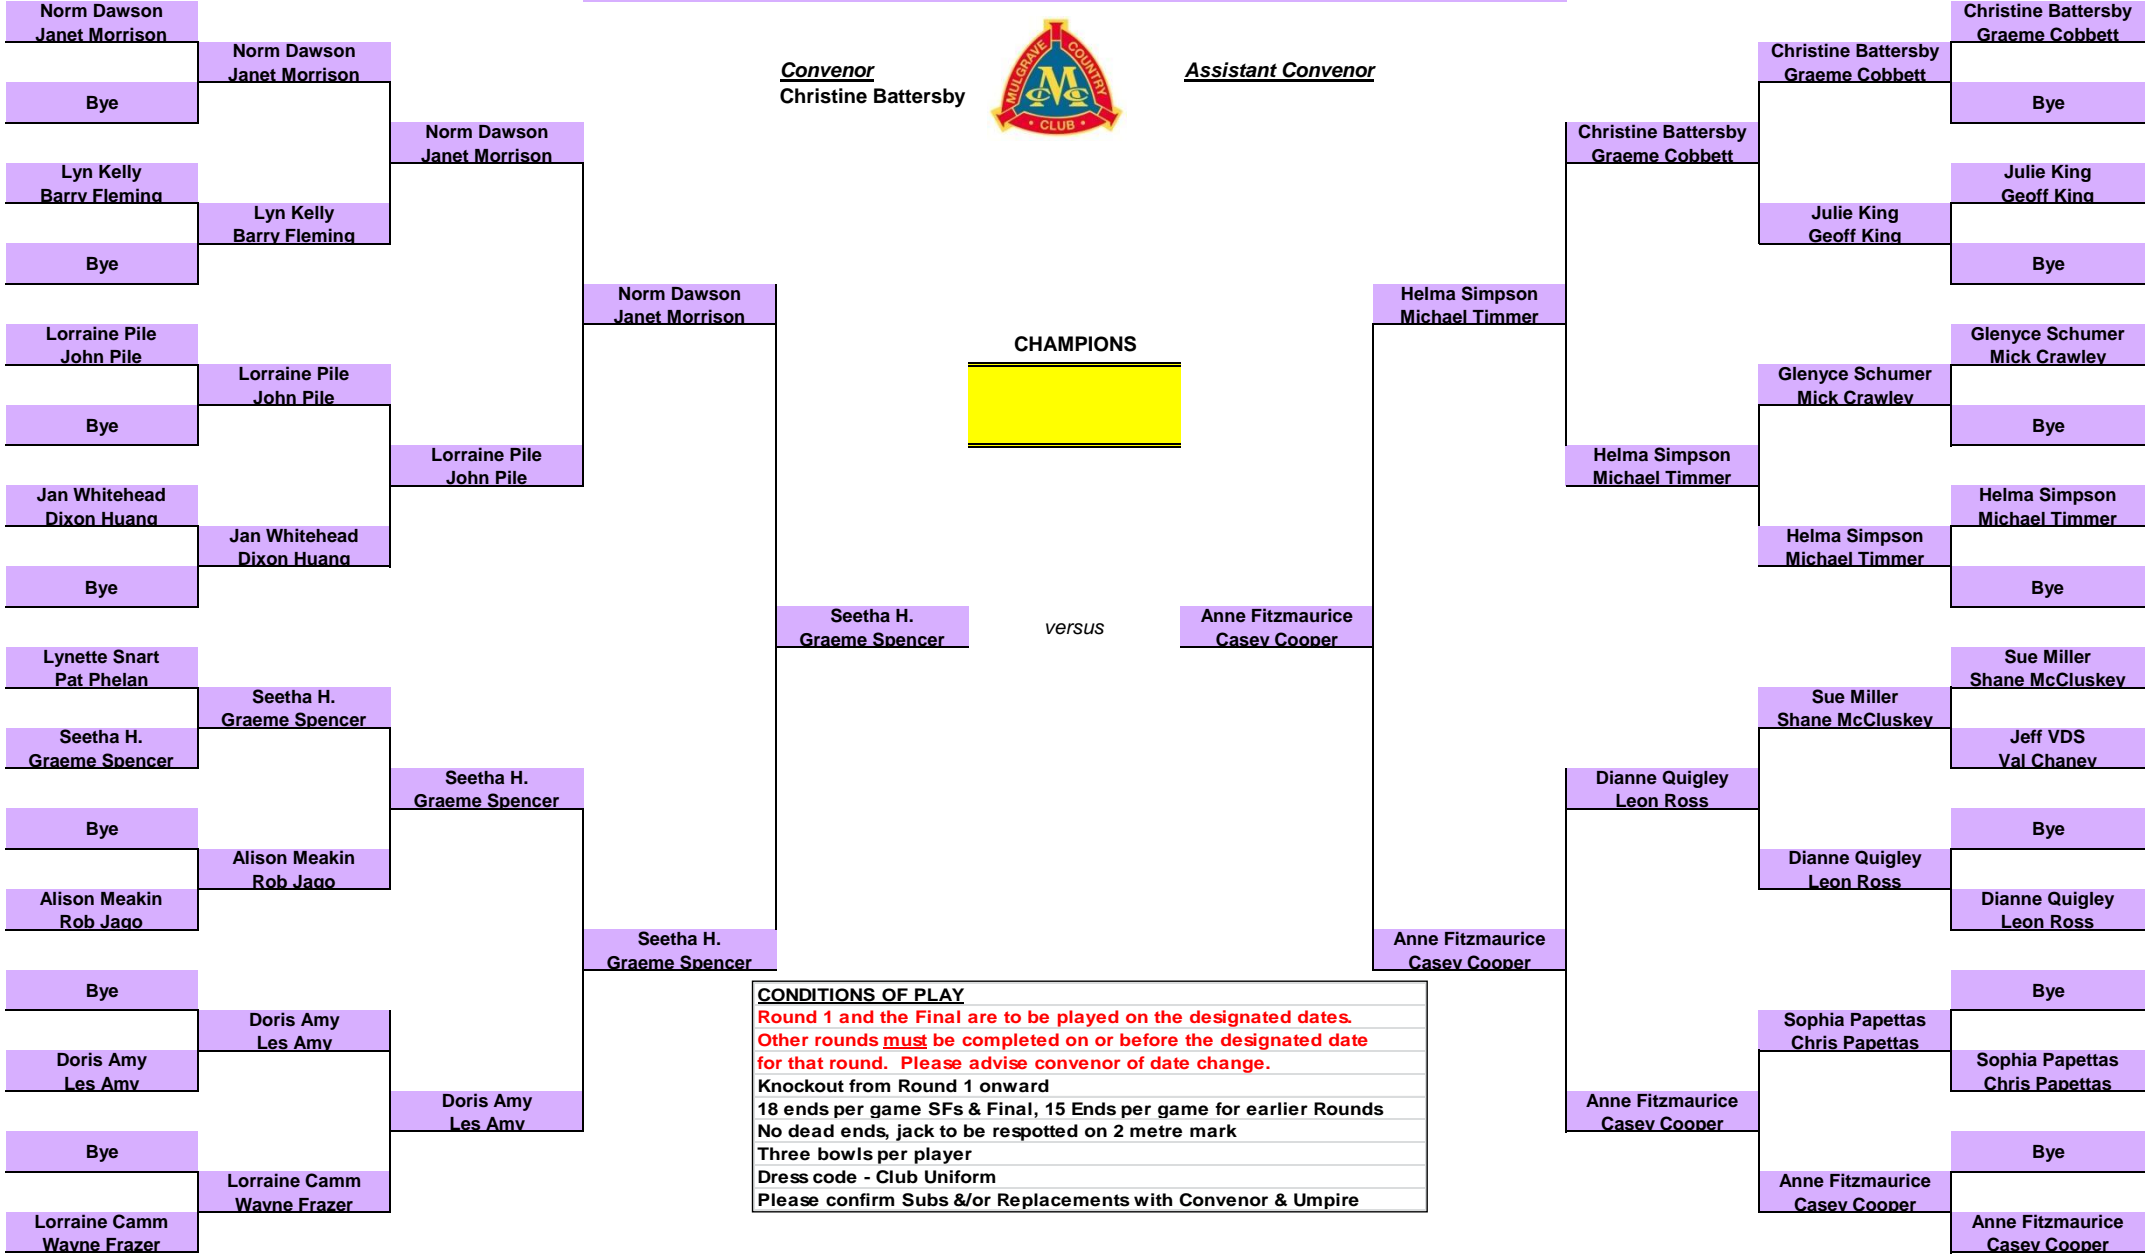 Norm Dawson
Janet Morrison
Bye
Lyn Kelly
Barry Fleming
Bye
Lorraine Pile
John Pile
Bye
Jan Whitehead
Dixon Huang
Bye
Lynette Snart
Pat Phelan
Seetha H.
Graeme Spencer
Bye
Alison Meakin
Rob Jago
Bye
Doris Amy
Les Amy
Bye
Lorraine Camm
Wayne Frazer
Norm Dawson
Janet Morrison
Lyn Kelly
Barry Fleming
Lorraine Pile
John Pile
Jan Whitehead
Dixon Huang
Seetha H.
Graeme Spencer
Alison Meakin
Rob Jago
Doris Amy
Les Amy
Lorraine Camm
Wayne Frazer
Norm Dawson
Janet Morrison
Lorraine Pile
John Pile
Seetha H.
Graeme Spencer
Doris Amy
Les Amy
Norm Dawson
Janet Morrison
Seetha H.
Graeme Spencer
Seetha H.
Graeme Spencer
Convenor
Christine Battersby
MULGRAVE COUNTRY
MCC
• CLUB •
Assistant Convenor
CHAMPIONS
versus
Anne Fitzmaurice
Casey Cooper
Helma Simpson
Michael Timmer
Anne Fitzmaurice
Casey Cooper
Christine Battersby
Graeme Cobbett
Helma Simpson
Michael Timmer
Dianne Quigley
Leon Ross
Anne Fitzmaurice
Casey Cooper
Christine Battersby
Graeme Cobbett
Julie King
Geoff King
Glenyce Schumer
Mick Crawley
Helma Simpson
Michael Timmer
Sue Miller
Shane McCluskey
Dianne Quigley
Leon Ross
Sophia Papettas
Chris Papettas
Anne Fitzmaurice
Casey Cooper
Christine Battersby
Graeme Cobbett
Bye
Julie King
Geoff King
Bye
Glenyce Schumer
Mick Crawley
Bye
Helma Simpson
Michael Timmer
Bye
Sue Miller
Shane McCluskey
Jeff VDS
Val Chaney
Bye
Dianne Quigley
Leon Ross
Bye
Sophia Papettas
Chris Papettas
Bye
Anne Fitzmaurice
Casey Cooper
CONDITIONS OF PLAY
Round 1 and the Final are to be played on the designated dates.
Other rounds must be completed on or before the designated date
for that round.  Please advise convenor of date change.
Knockout from Round 1 onward
18 ends per game SFs & Final, 15 Ends per game for earlier Rounds
No dead ends, jack to be respotted on 2 metre mark
Three bowls per player
Dress code - Club Uniform
Please confirm Subs &/or Replacements with Convenor & Umpire